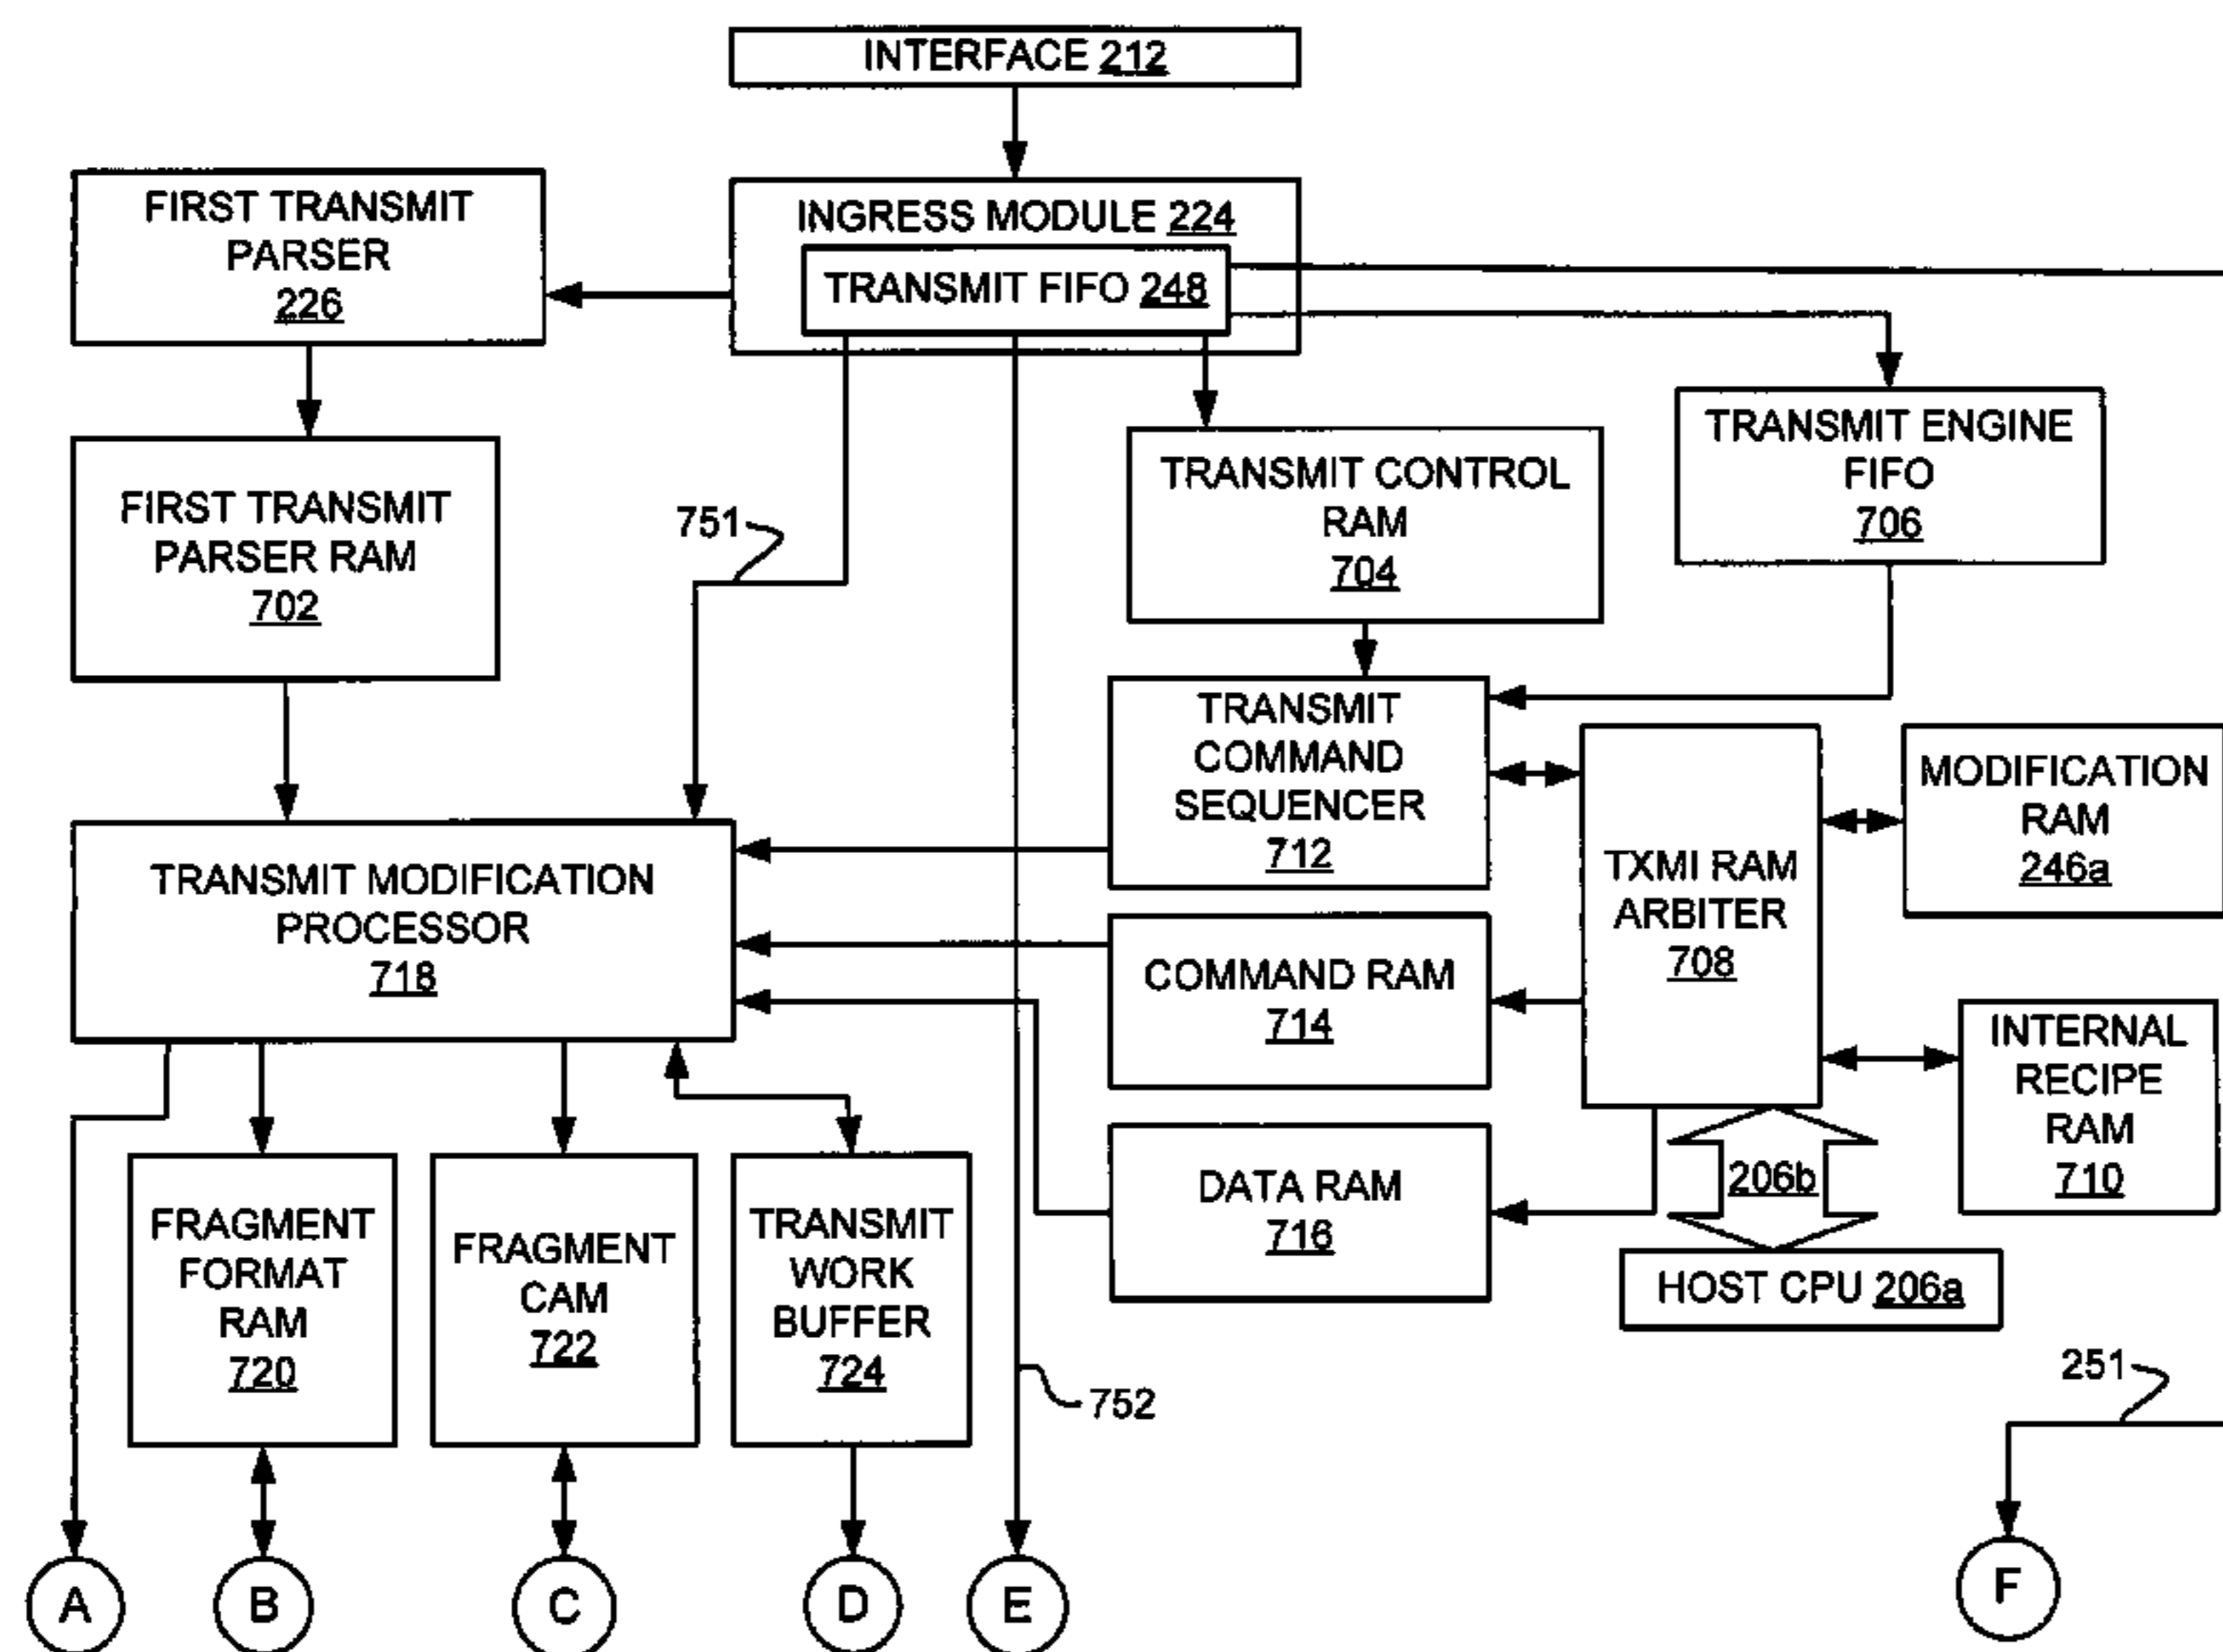 INTERFACE 212
FIRST TRANSMIT
PARSER
226
INGRESS MODULE 224
TRANSMIT FIFO 248
FIRST TRANSMIT
PARSER RAM
702
751
TRANSMIT CONTROL
RAM
704
TRANSMIT ENGINE
FIFO
706
TRANSMIT
COMMAND
SEQUENCER
712
TXMI RAM
ARBITER
708
MODIFICATION
RAM
246a
TRANSMIT MODIFICATION
PROCESSOR
718
COMMAND RAM
714
INTERNAL
RECIPE
RAM
710
DATA RAM
716
206b
HOST CPU 206a
FRAGMENT
FORMAT
RAM
720
FRAGMENT
CAM
722
TRANSMIT
WORK
BUFFER
724
752
251
A
B
C
D
E
F